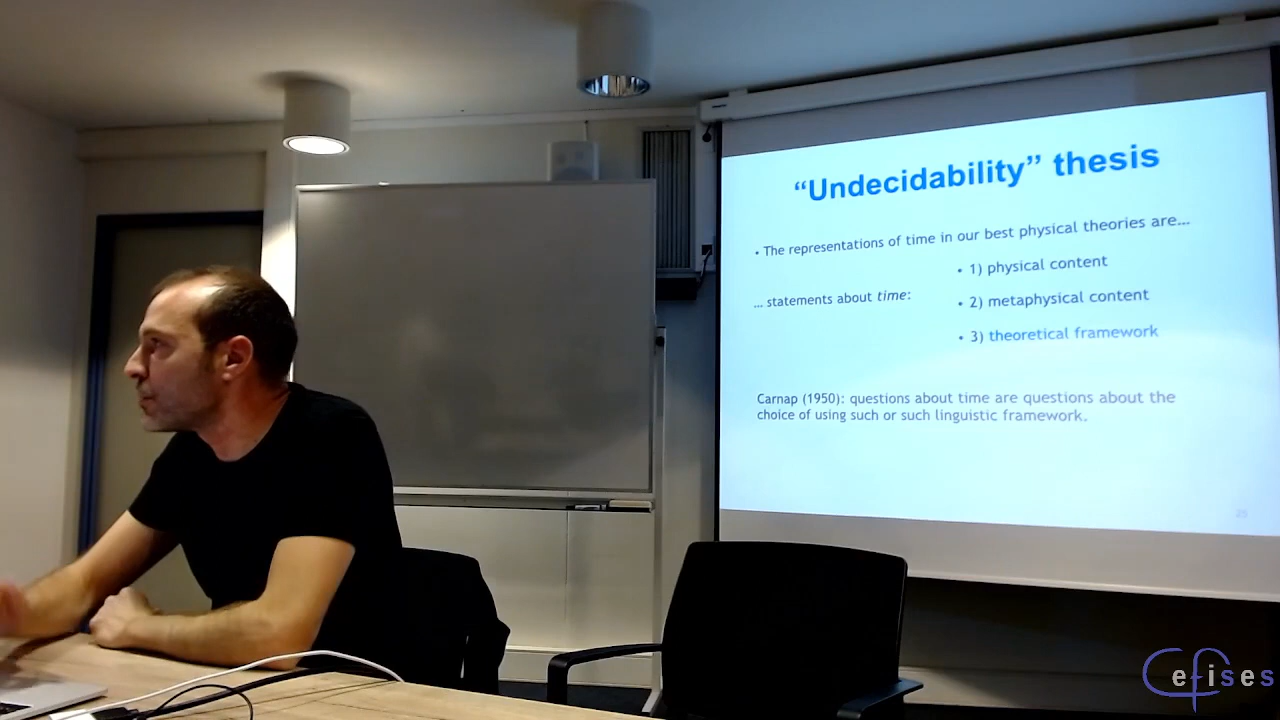 “Undecidability” thesis
• The representations of time in our best physical theories are...
• 1) physical content
... statements about time:
• 2) metaphysical content
• 3) theoretical framework
Carnap (1950): questions about time are questions about the
choice of using such or such linguistic framework.
25
Cefises